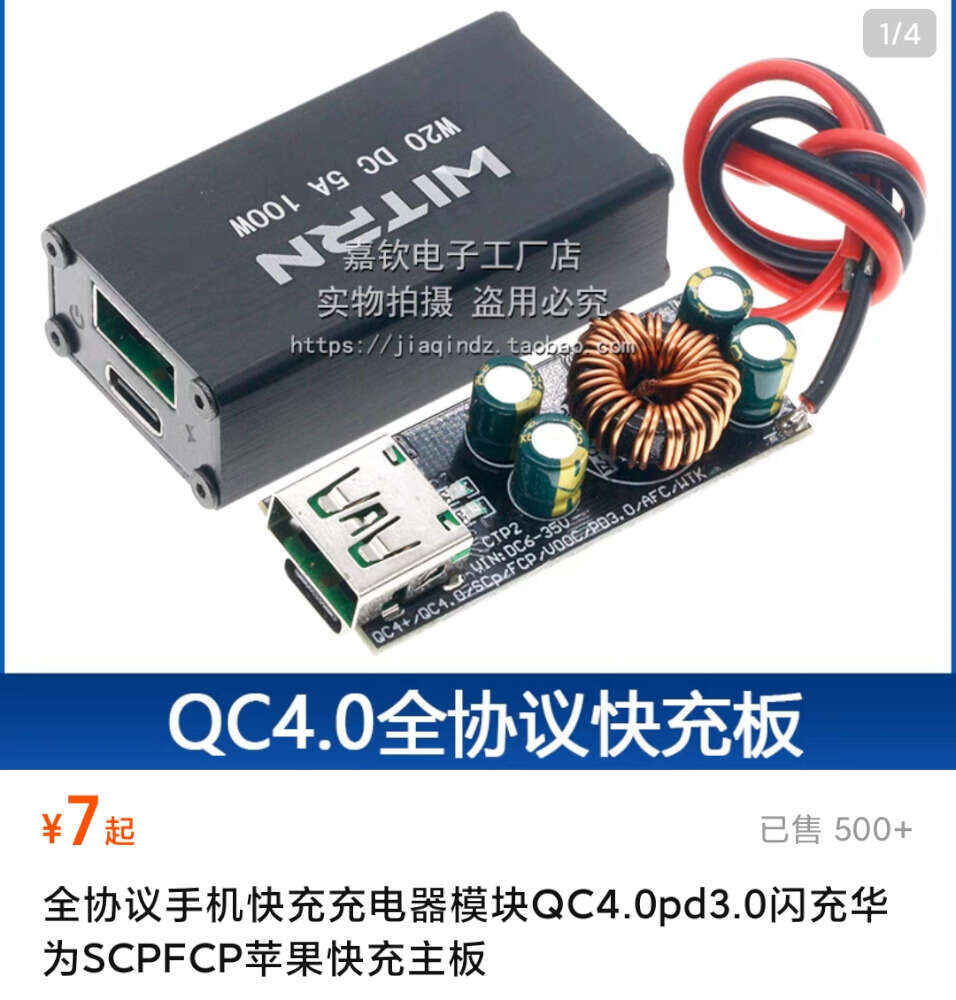 1/4
WITRN
W20 DC 5A 100W
嘉钦电子工厂店
实物拍摄 盗用必究
https://jiaqindz.taobao.com
CTP2
VIN:DC6-35V
QC4+/QC4.0/SCP/FCP/VOOC/PD3.0/AFC/MTK
QC4.0全协议快充板
¥7起
已售 500+
全协议手机快充充电器模块QC4.0pd3.0闪充华
为SCPFCP苹果快充主板